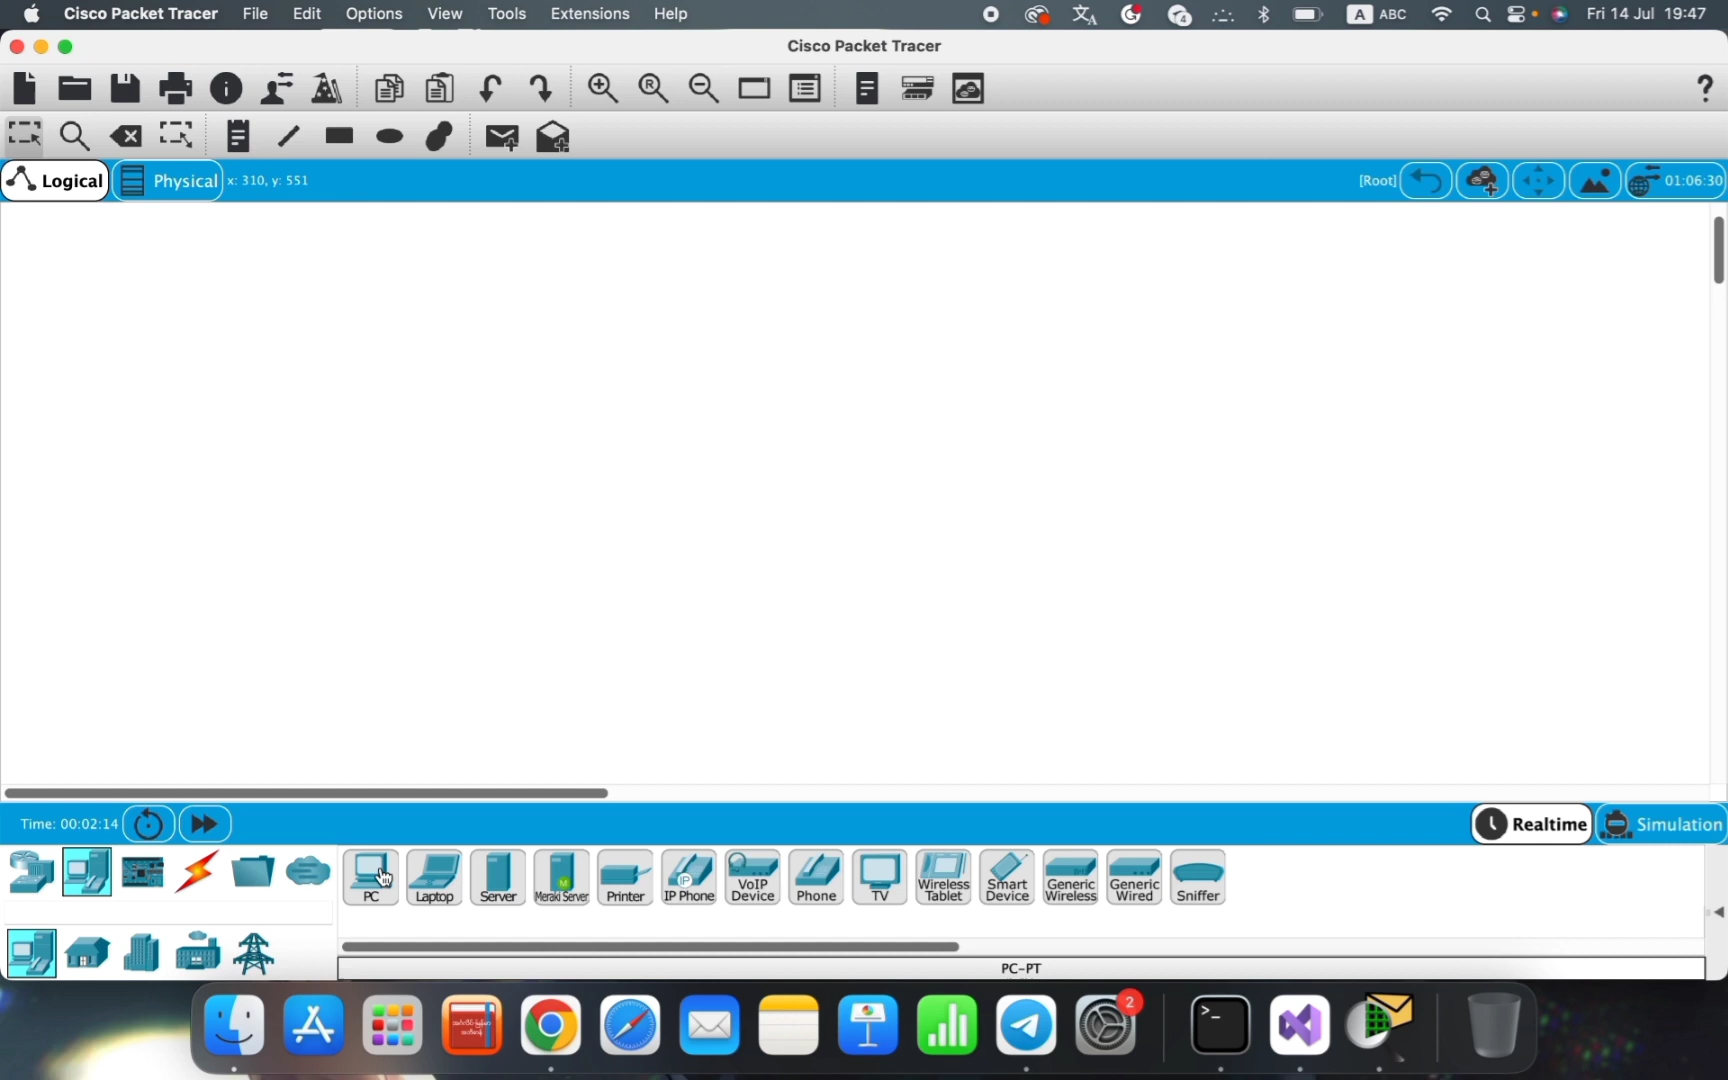 Cisco Packet Tracer File Edit Options View Tools Extensions Help 4 A ABC Fri 14 Jul 19:47
Cisco Packet Tracer
R ?
Logical Physical x: 310, y: 551 [Root] 01:06:30
Time: 00:02:14 Realtime Simulation
PC Laptop Server Meraki Server Printer IP Phone VoIP Device Phone TV Wireless Tablet Smart Device Generic Wireless Generic Wired Sniffer
PC-PT
2